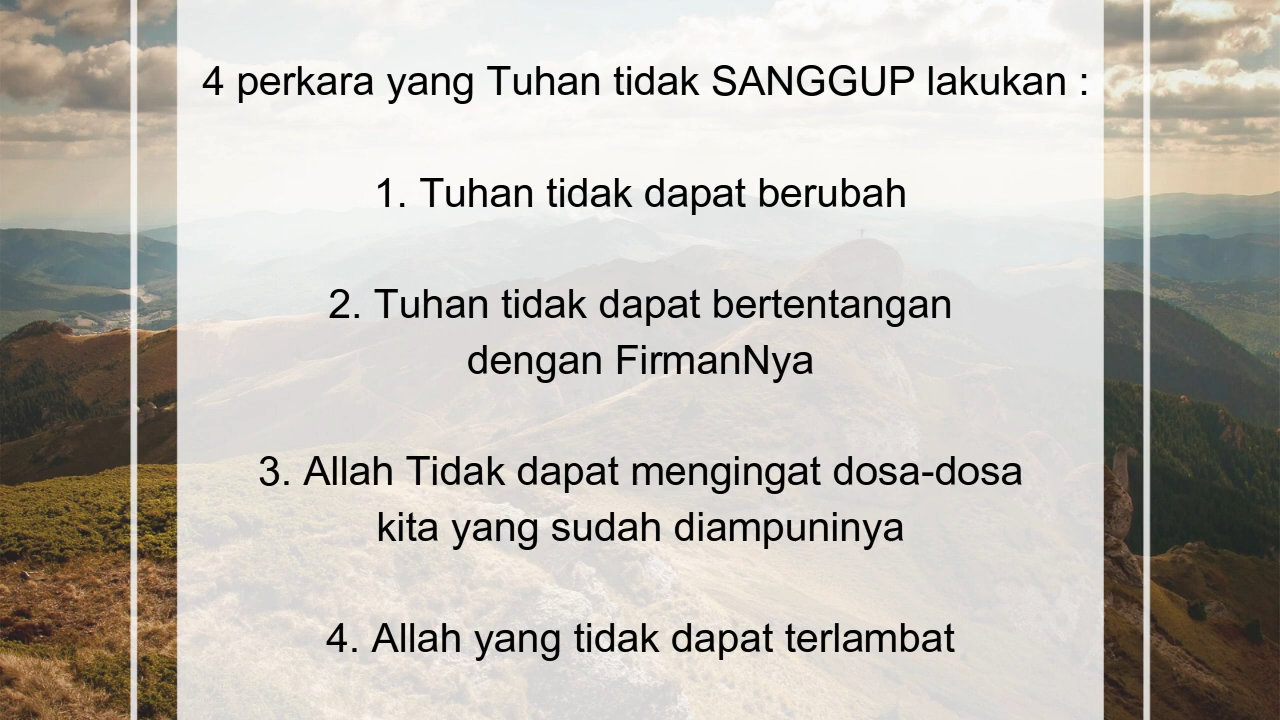 4 perkara yang Tuhan tidak SANGGUP lakukan :
1. Tuhan tidak dapat berubah
2. Tuhan tidak dapat bertentangan
dengan FirmanNya
3. Allah Tidak dapat mengingat dosa-dosa
kita yang sudah diampuninya
4. Allah yang tidak dapat terlambat